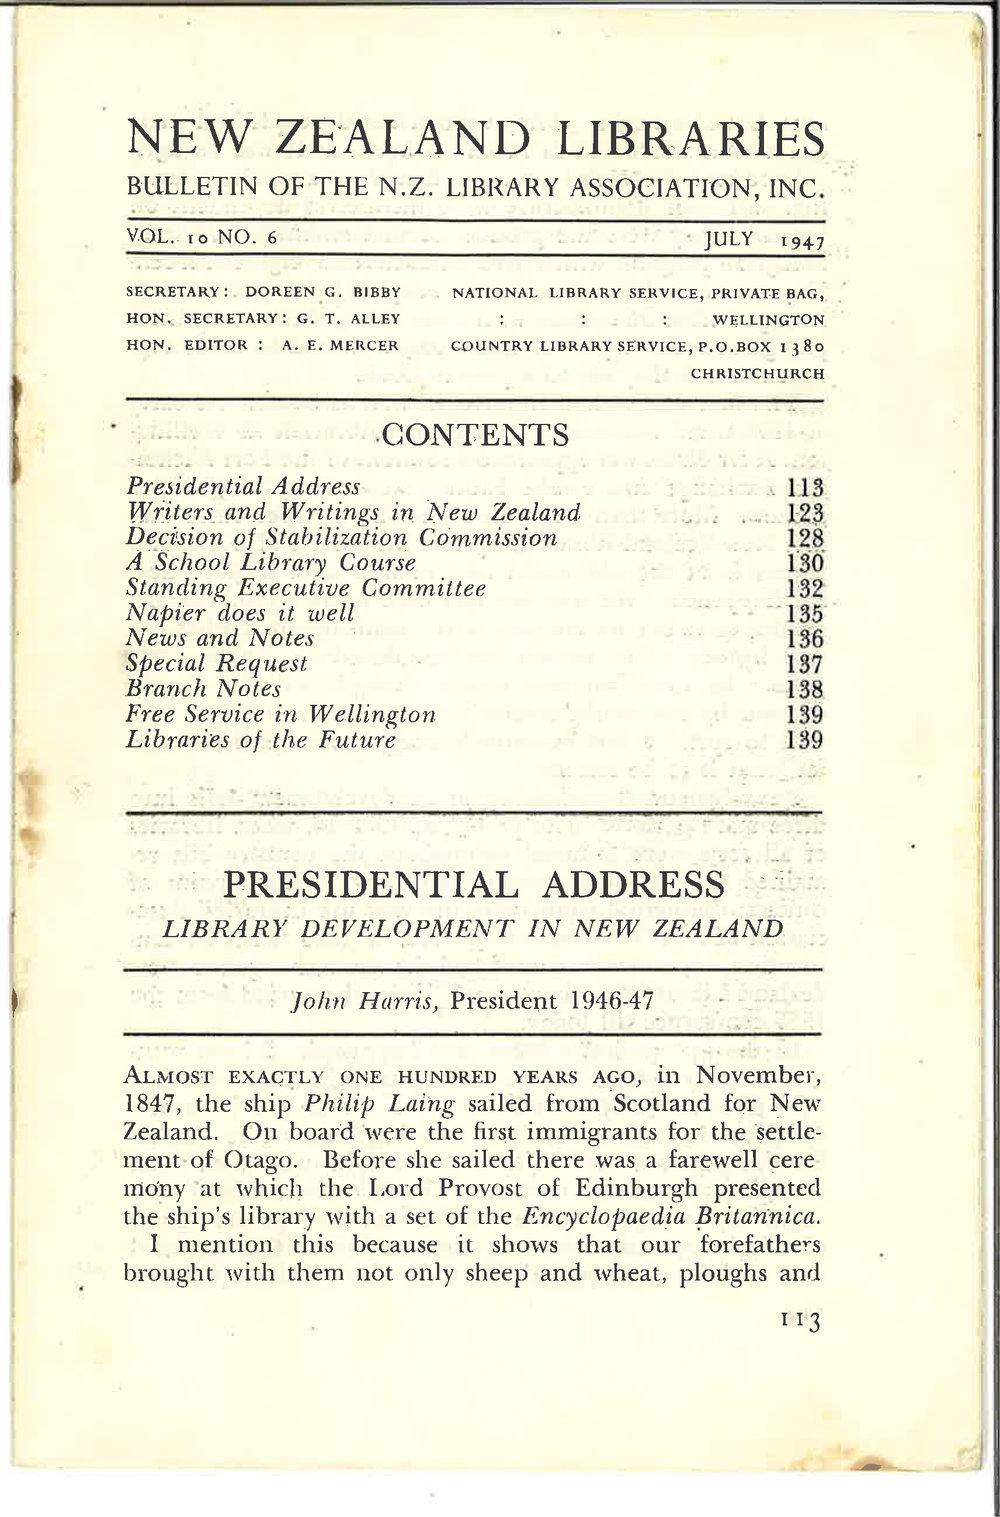 NEW ZEALAND LIBRARIES
BULLETIN OF THE N.Z. LIBRARY ASSOCIATION, INC.
VOL. 10 NO. 6 JULY 1947
SECRETARY: DOREEN G. BIBBY NATIONAL LIBRARY SERVICE, PRIVATE BAG,
HON. SECRETARY: G. T. ALLEY : : : WELLINGTON
HON. EDITOR : A. E. MERCER COUNTRY LIBRARY SERVICE, P.O.BOX 1380
CHRISTCHURCH
CONTENTS
Presidential Address 113
Writers and Writings in New Zealand 123
Decision of Stabilization Commission 128
A School Library Course 130
Standing Executive Committee 132
Napier does it well 135
News and Notes 136
Special Request 137
Branch Notes 138
Free Service in Wellington 139
Libraries of the Future 139
PRESIDENTIAL ADDRESS
LIBRARY DEVELOPMENT IN NEW ZEALAND
John Harris, President 1946-47
ALMOST EXACTLY ONE HUNDRED YEARS AGO, in November,
1847, the ship Philip Laing sailed from Scotland for New
Zealand. On board were the first immigrants for the settle-
ment of Otago. Before she sailed there was a farewell cere
mony at which the Lord Provost of Edinburgh presented
the ship's library with a set of the Encyclopaedia Britannica.
I mention this because it shows that our forefathers
brought with them not only sheep and wheat, ploughs and
113